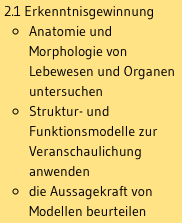 2.1 Erkenntnisgewinnung
○ Anatomie und
Morphologie von
Lebewesen und Organen
untersuchen
○ Struktur- und
Funktionsmodelle zur
Veranschaulichung
anwenden
○ die Aussagekraft von
Modellen beurteilen